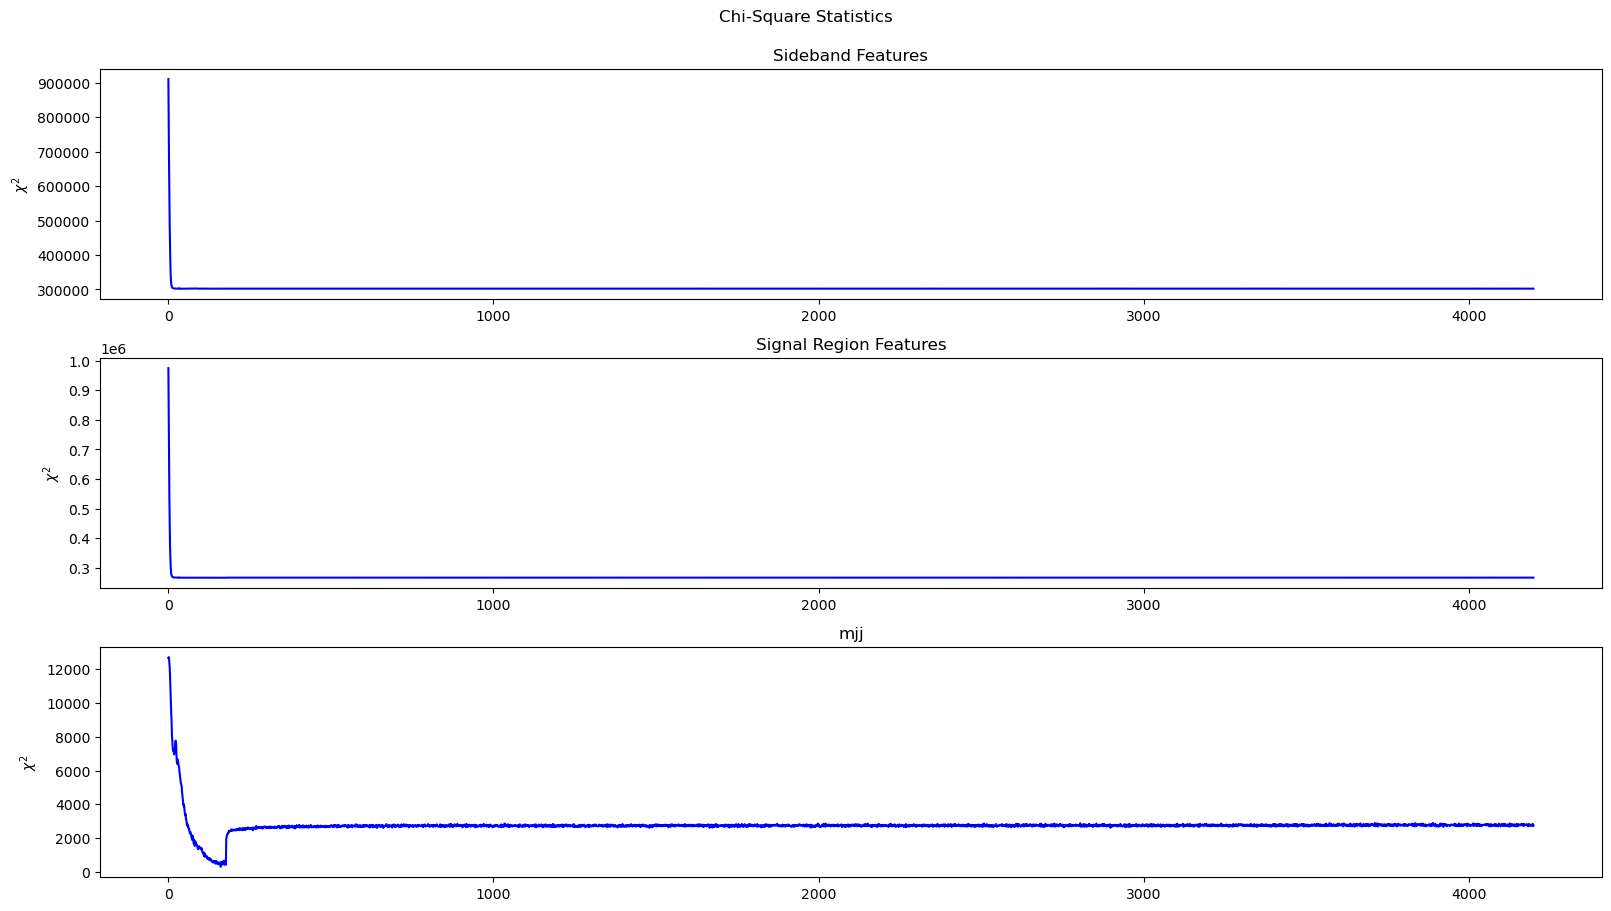 Chi-Square Statistics
Sideband Features
χ²
900000
800000
700000
600000
500000
400000
300000
0 1000 2000 3000 4000
Signal Region Features
1e6
χ²
1.0
0.9
0.8
0.7
0.6
0.5
0.4
0.3
0 1000 2000 3000 4000
mjj
χ²
12000
10000
8000
6000
4000
2000
0
0 1000 2000 3000 4000